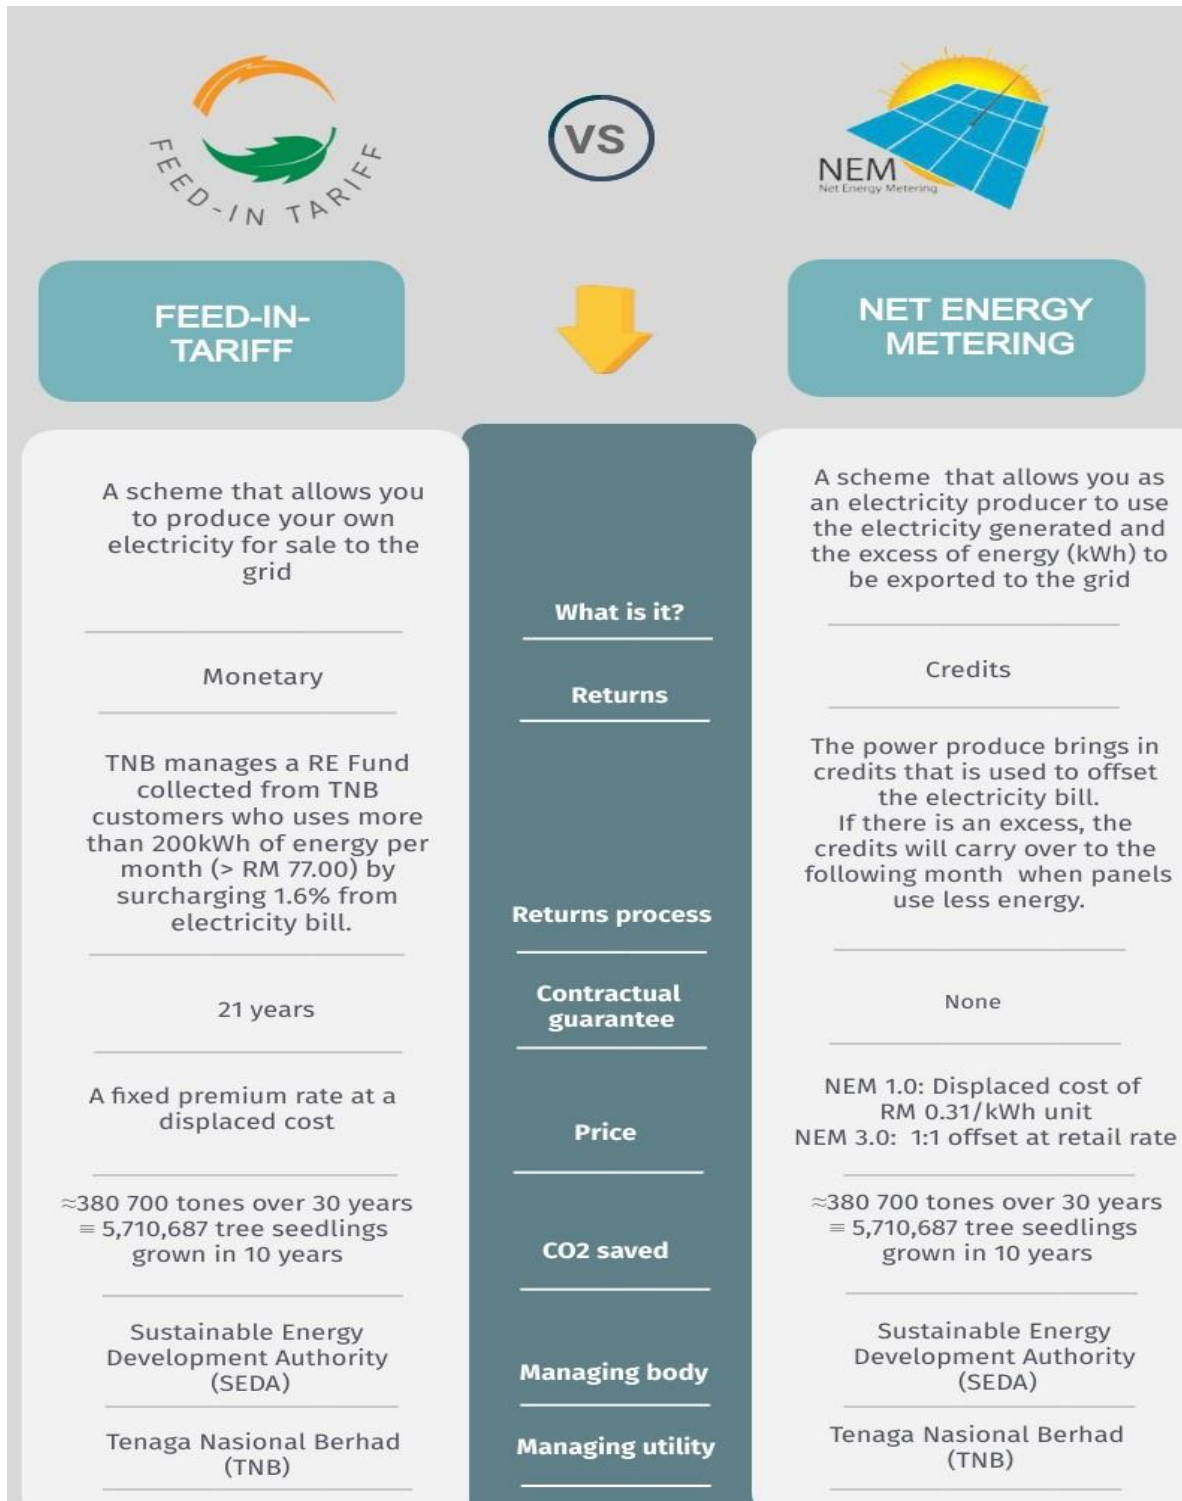 FEED-IN TARIFF
VS
NEM
Net Energy Metering
FEED-IN-
TARIFF
NET ENERGY
METERING
A scheme that allows you
to produce your own
electricity for sale to the
grid
What is it?
A scheme that allows you as
an electricity producer to use
the electricity generated and
the excess of energy (kWh) to
be exported to the grid
Monetary
Returns
Credits
TNB manages a RE Fund
collected from TNB
customers who uses more
than 200kWh of energy per
month (> RM 77.00) by
surcharging 1.6% from
electricity bill.
Returns process
The power produce brings in
credits that is used to offset
the electricity bill.
If there is an excess, the
credits will carry over to the
following month when panels
use less energy.
21 years
Contractual
guarantee
None
A fixed premium rate at a
displaced cost
Price
NEM 1.0: Displaced cost of
RM 0.31/kWh unit
NEM 3.0: 1:1 offset at retail rate
≈380 700 tones over 30 years
≡ 5,710,687 tree seedlings
grown in 10 years
CO2 saved
≈380 700 tones over 30 years
≡ 5,710,687 tree seedlings
grown in 10 years
Sustainable Energy
Development Authority
(SEDA)
Managing body
Sustainable Energy
Development Authority
(SEDA)
Tenaga Nasional Berhad
(TNB)
Managing utility
Tenaga Nasional Berhad
(TNB)